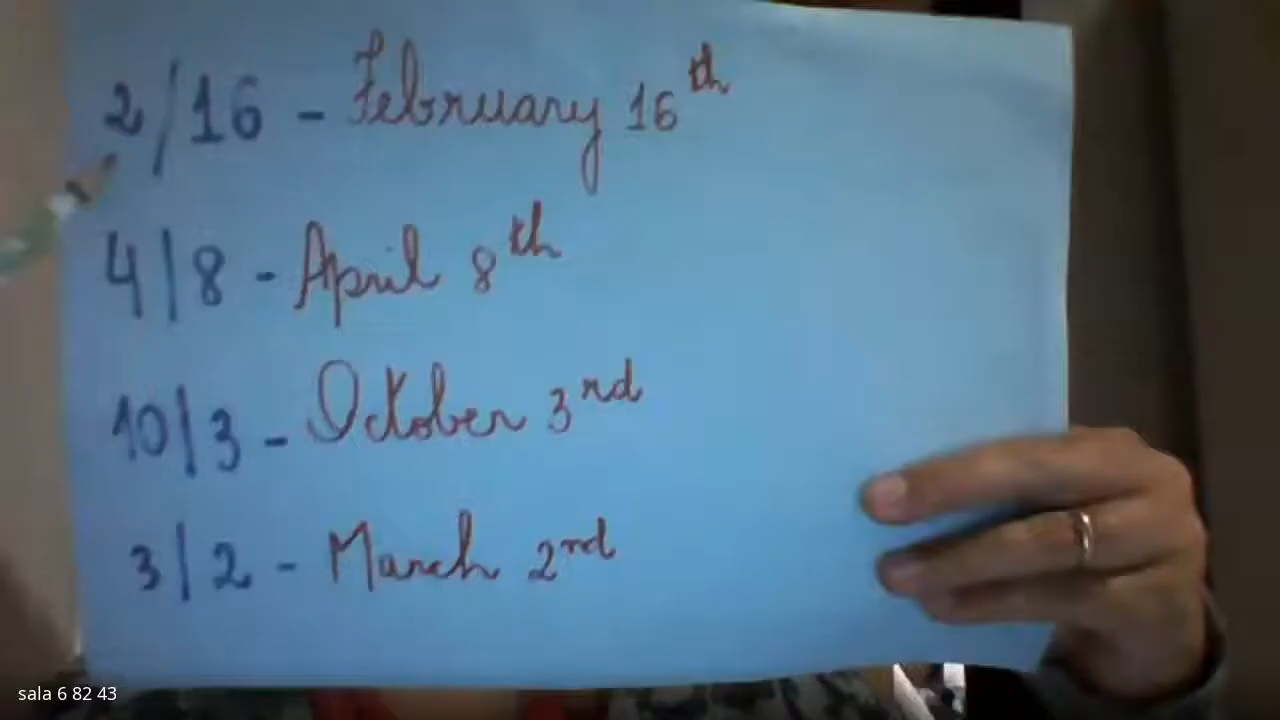 2/16 - February 16th
4/8 - April 8th
10/3 - October 3rd
3/2 - March 2rd
sala 6 82 43